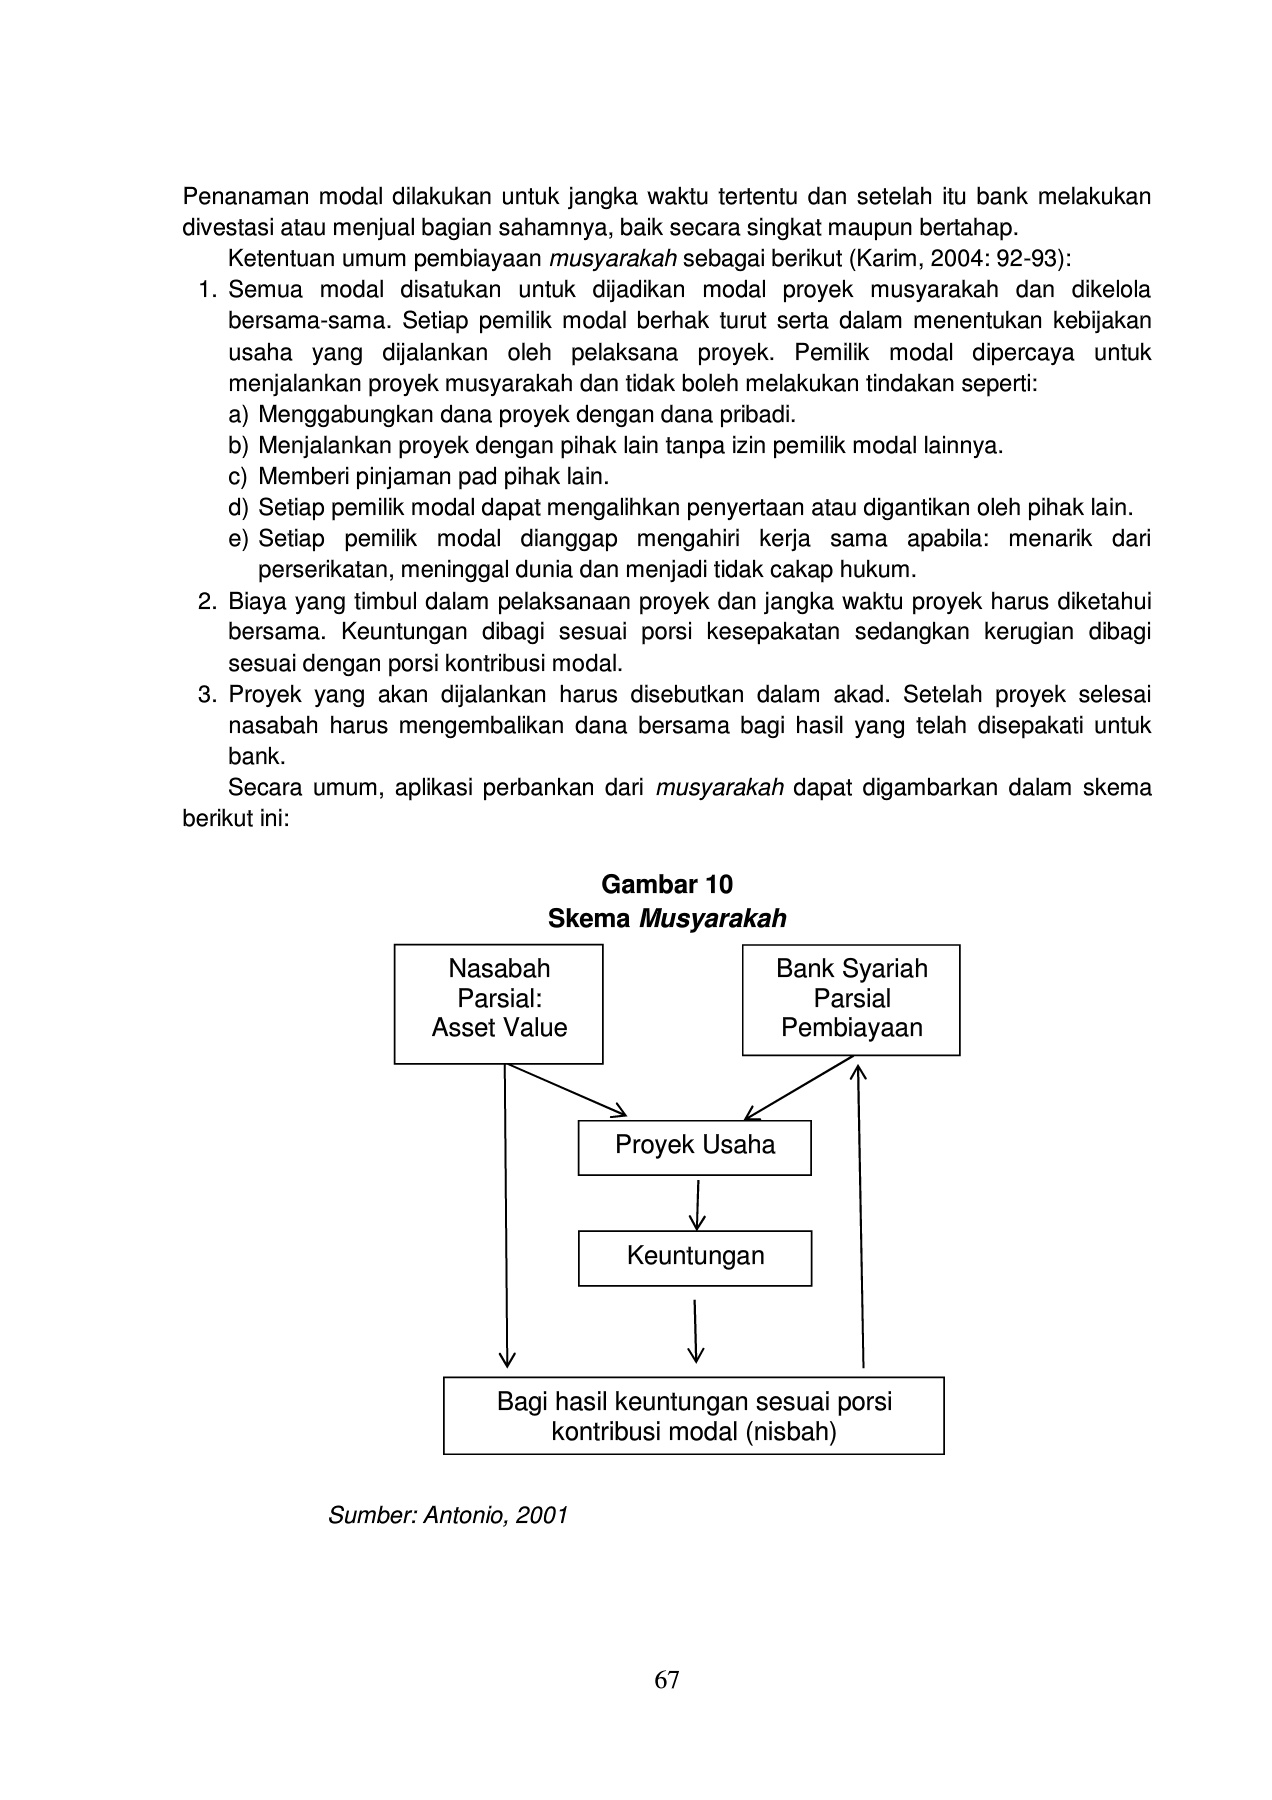 Penanaman modal dilakukan untuk jangka waktu tertentu dan setelah itu bank melakukan
divestasi atau menjual bagian sahamnya, baik secara singkat maupun bertahap.
Ketentuan umum pembiayaan musyarakah sebagai berikut (Karim, 2004: 92-93):
1. Semua modal disatukan untuk dijadikan modal proyek musyarakah dan dikelola
bersama-sama. Setiap pemilik modal berhak turut serta dalam menentukan kebijakan
usaha yang dijalankan oleh pelaksana proyek. Pemilik modal dipercaya untuk
menjalankan proyek musyarakah dan tidak boleh melakukan tindakan seperti:
a) Menggabungkan dana proyek dengan dana pribadi.
b) Menjalankan proyek dengan pihak lain tanpa izin pemilik modal lainnya.
c) Memberi pinjaman pad pihak lain.
d) Setiap pemilik modal dapat mengalihkan penyertaan atau digantikan oleh pihak lain.
e) Setiap pemilik modal dianggap mengahiri kerja sama apabila: menarik dari
perserikatan, meninggal dunia dan menjadi tidak cakap hukum.
2. Biaya yang timbul dalam pelaksanaan proyek dan jangka waktu proyek harus diketahui
bersama. Keuntungan dibagi sesuai porsi kesepakatan sedangkan kerugian dibagi
sesuai dengan porsi kontribusi modal.
3. Proyek yang akan dijalankan harus disebutkan dalam akad. Setelah proyek selesai
nasabah harus mengembalikan dana bersama bagi hasil yang telah disepakati untuk
bank.
Secara umum, aplikasi perbankan dari musyarakah dapat digambarkan dalam skema
berikut ini:
Gambar 10
Skema Musyarakah
Nasabah
Parsial:
Asset Value
Bank Syariah
Parsial
Pembiayaan
Proyek Usaha
Keuntungan
Bagi hasil keuntungan sesuai porsi
kontribusi modal (nisbah)
Sumber: Antonio, 2001
67